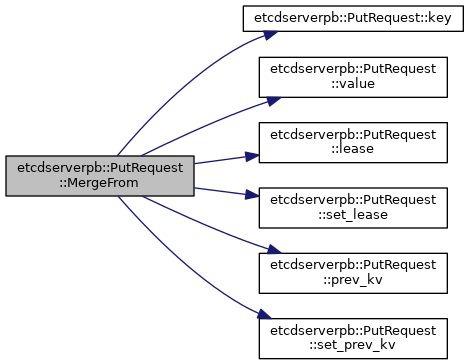 etcdserverpb::PutRequest
::MergeFrom
etcdserverpb::PutRequest::key
etcdserverpb::PutRequest
::value
etcdserverpb::PutRequest
::lease
etcdserverpb::PutRequest
::set_lease
etcdserverpb::PutRequest
::prev_kv
etcdserverpb::PutRequest
::set_prev_kv